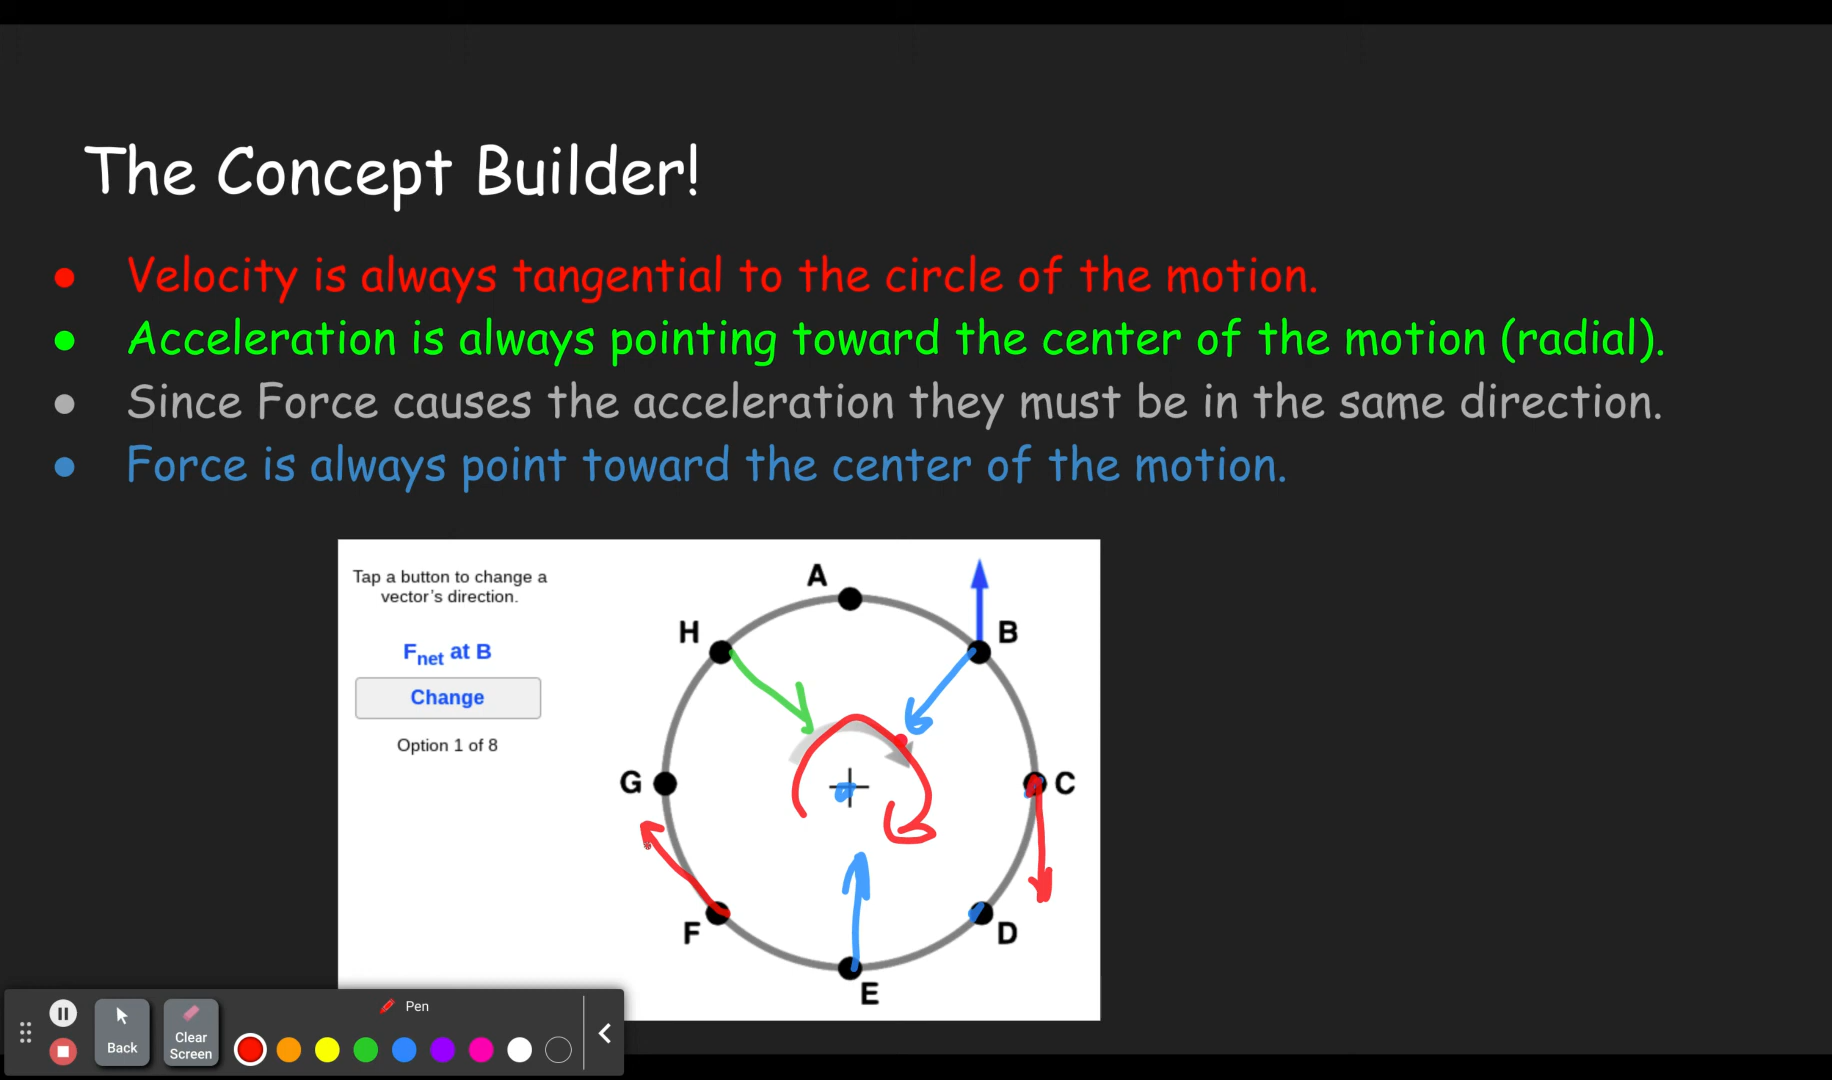 The Concept Builder!
● Velocity is always tangential to the circle of the motion.
● Acceleration is always pointing toward the center of the motion (radial).
● Since Force causes the acceleration they must be in the same direction.
● Force is always point toward the center of the motion.
Tap a button to change a
vector's direction.
Fnet at B
Change
Option 1 of 8
A
B
C
D
E
F
G
H
Pen
Back
Clear
Screen